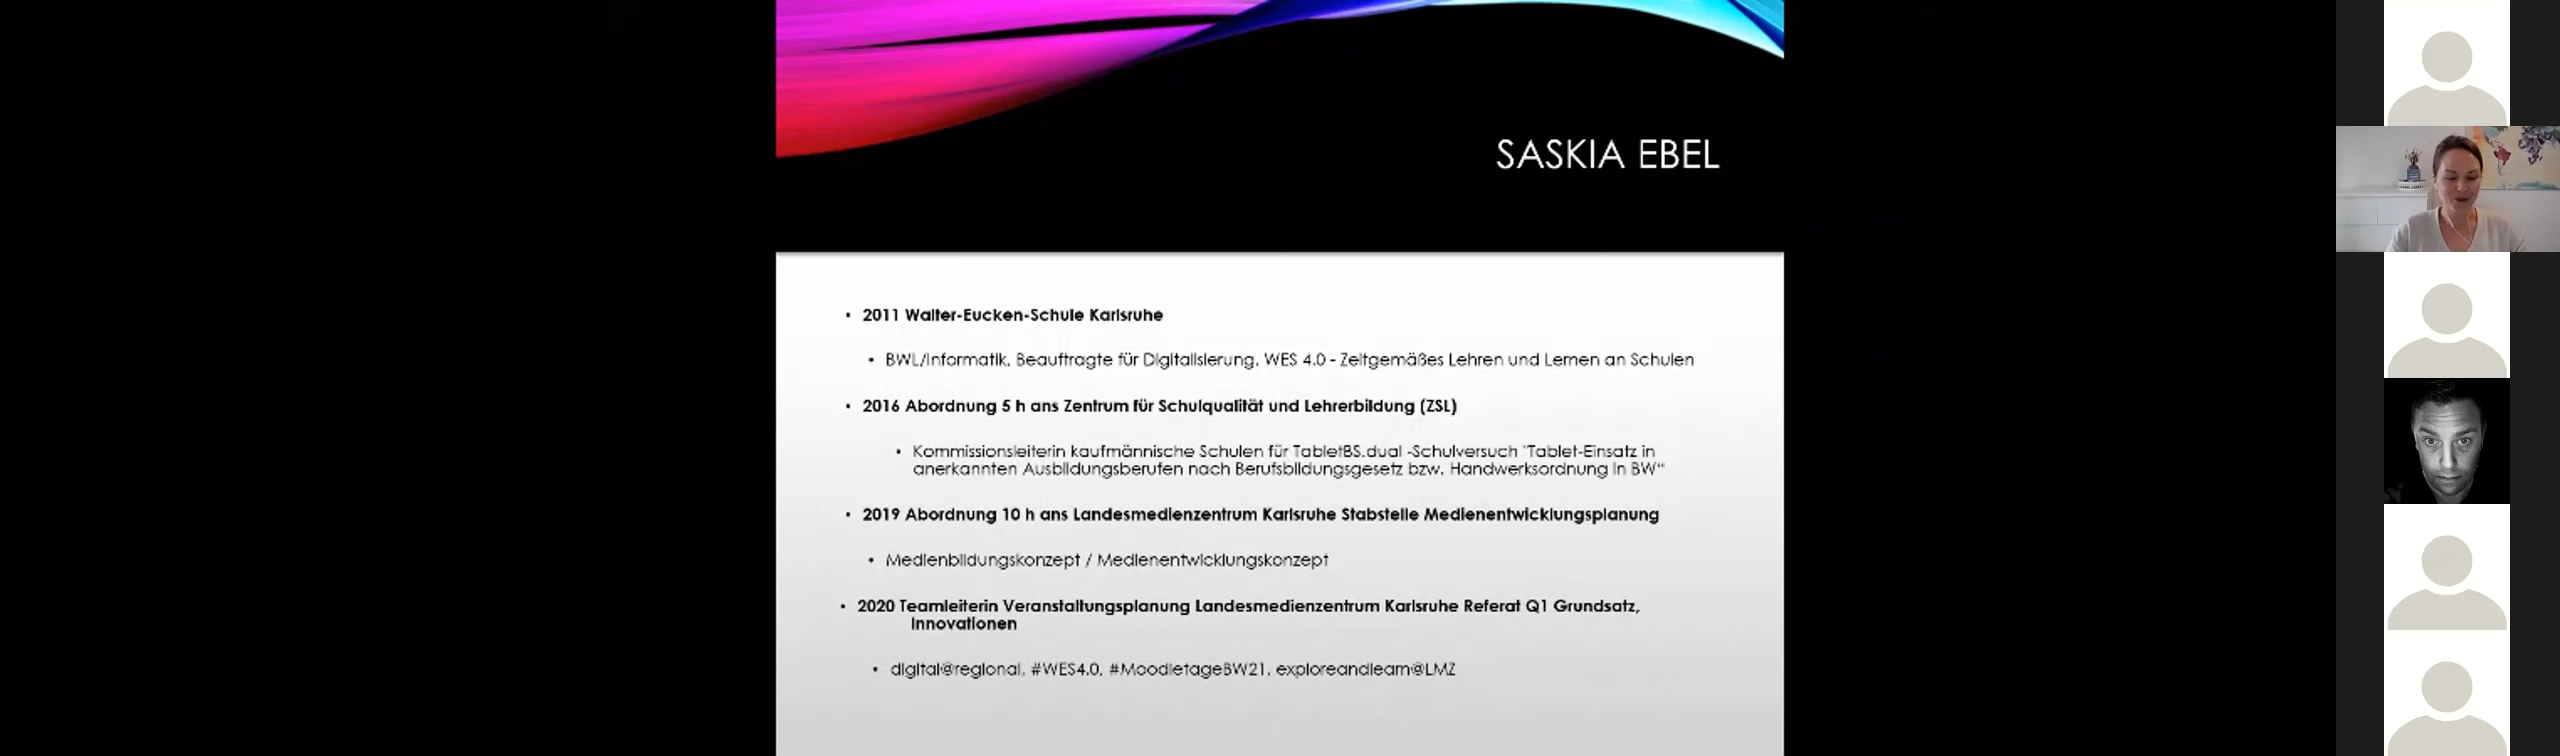 SASKIA EBEL
• 2011 Walter-Eucken-Schule Karlsruhe
• BWL/Informatik, Beauftragte für Digitalisierung, WES 4.0 - Zeitgemäßes Lehren und Lernen an Schulen
• 2016 Abordnung 5 h ans Zentrum für Schulqualität und Lehrerbildung (ZSL)
• Kommissionsleiterin kaufmännische Schulen für TabletBS.dual -Schulversuch "Tablet-Einsatz in
anerkannten Ausbildungsberufen nach Berufsbildungsgesetz bzw. Handwerksordnung in BW"
• 2019 Abordnung 10 h ans Landesmedienzentrum Karlsruhe Stabstelle Medienentwicklungsplanung
• Medienbildungskonzept / Medienentwicklungskonzept
• 2020 Teamleiterin Veranstaltungsplanung Landesmedienzentrum Karlsruhe Referat Q1 Grundsatz,
Innovationen
• digital@regional, #WES4.0, #MoodletageBW21, exploreandlearn@LMZ